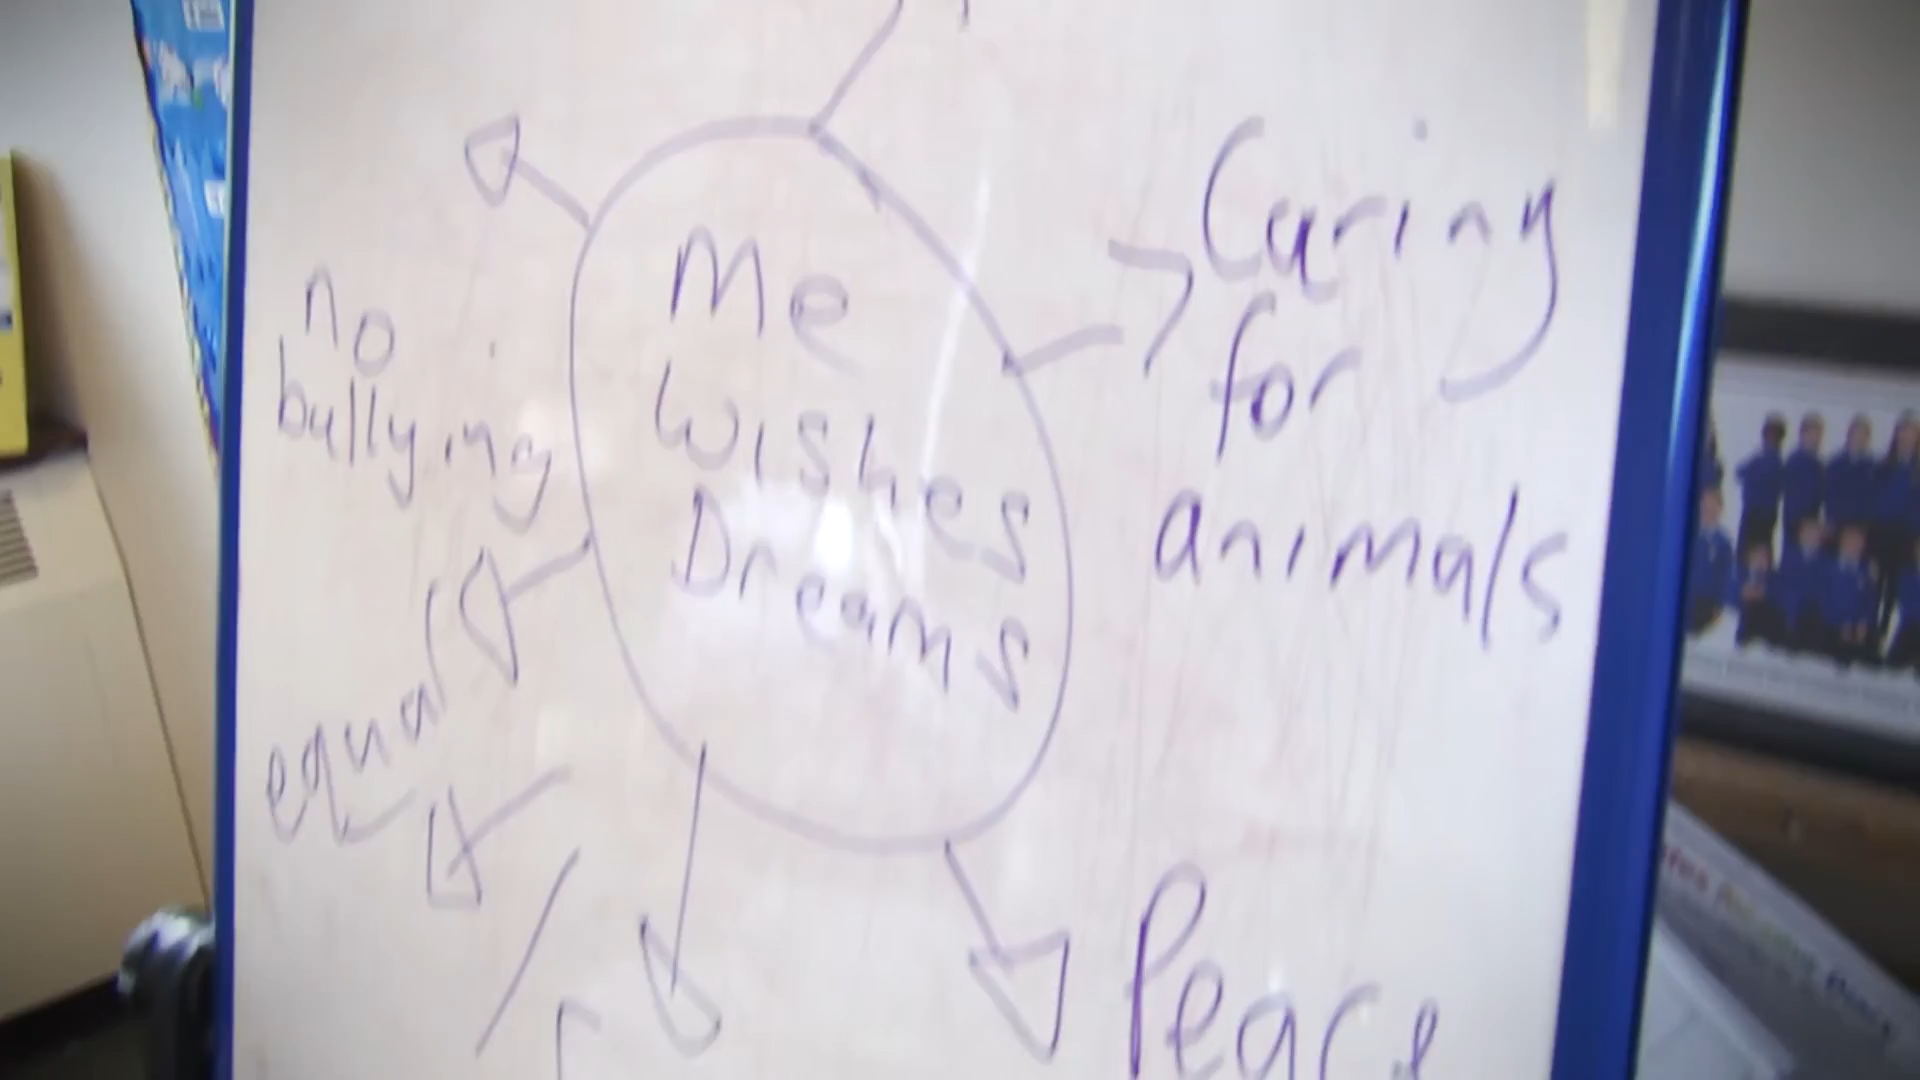 Me
Wishes
Dreams
Caring
for
animals
no
bullying
equal
Peace